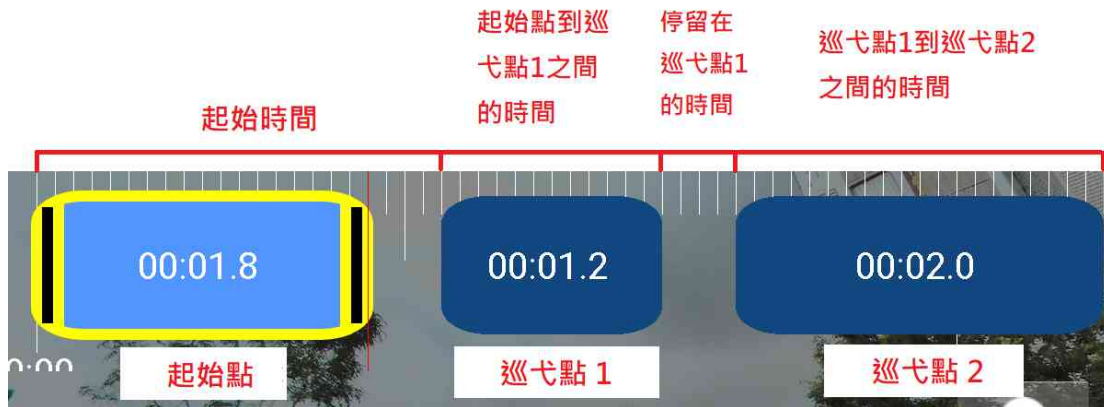 起始時間
起始點到巡
弋點1之間
的時間
停留在
巡弋點1
的時間
巡弋點1到巡弋點2
之間的時間
00:01.8
00:01.2
00:02.0
0:00
起始點
巡弋點 1
巡弋點 2